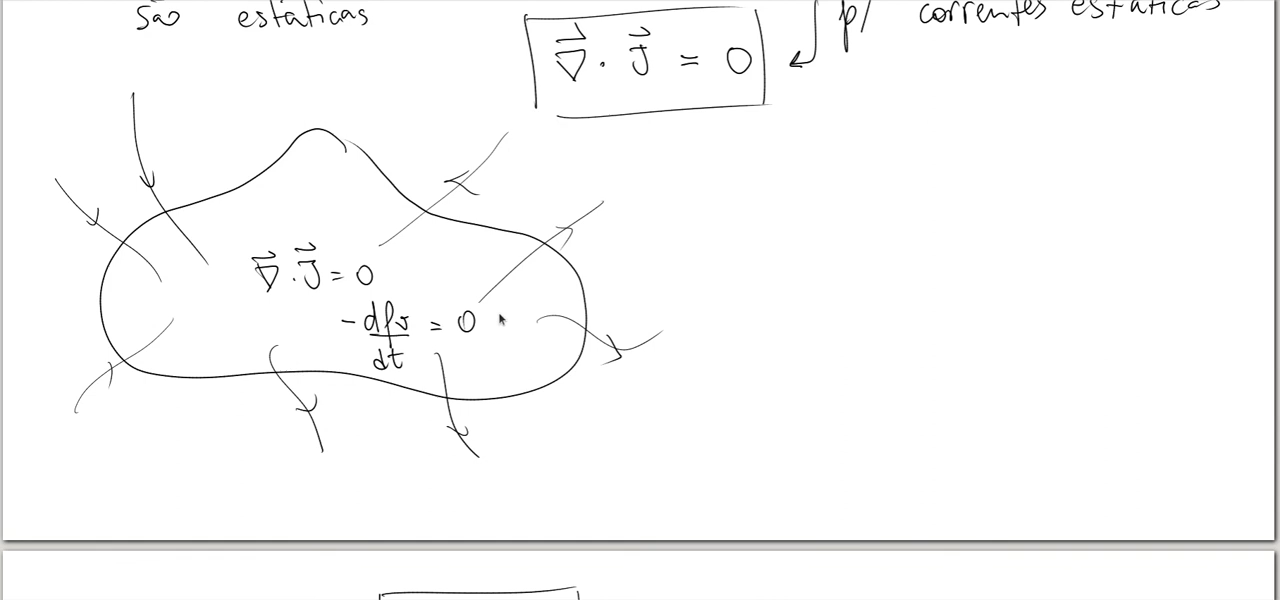 são estáticas
p/ correntes estáticas
∇⃗ · J⃗ = 0
∇⃗ · J⃗ = 0
- dρv/dt = 0